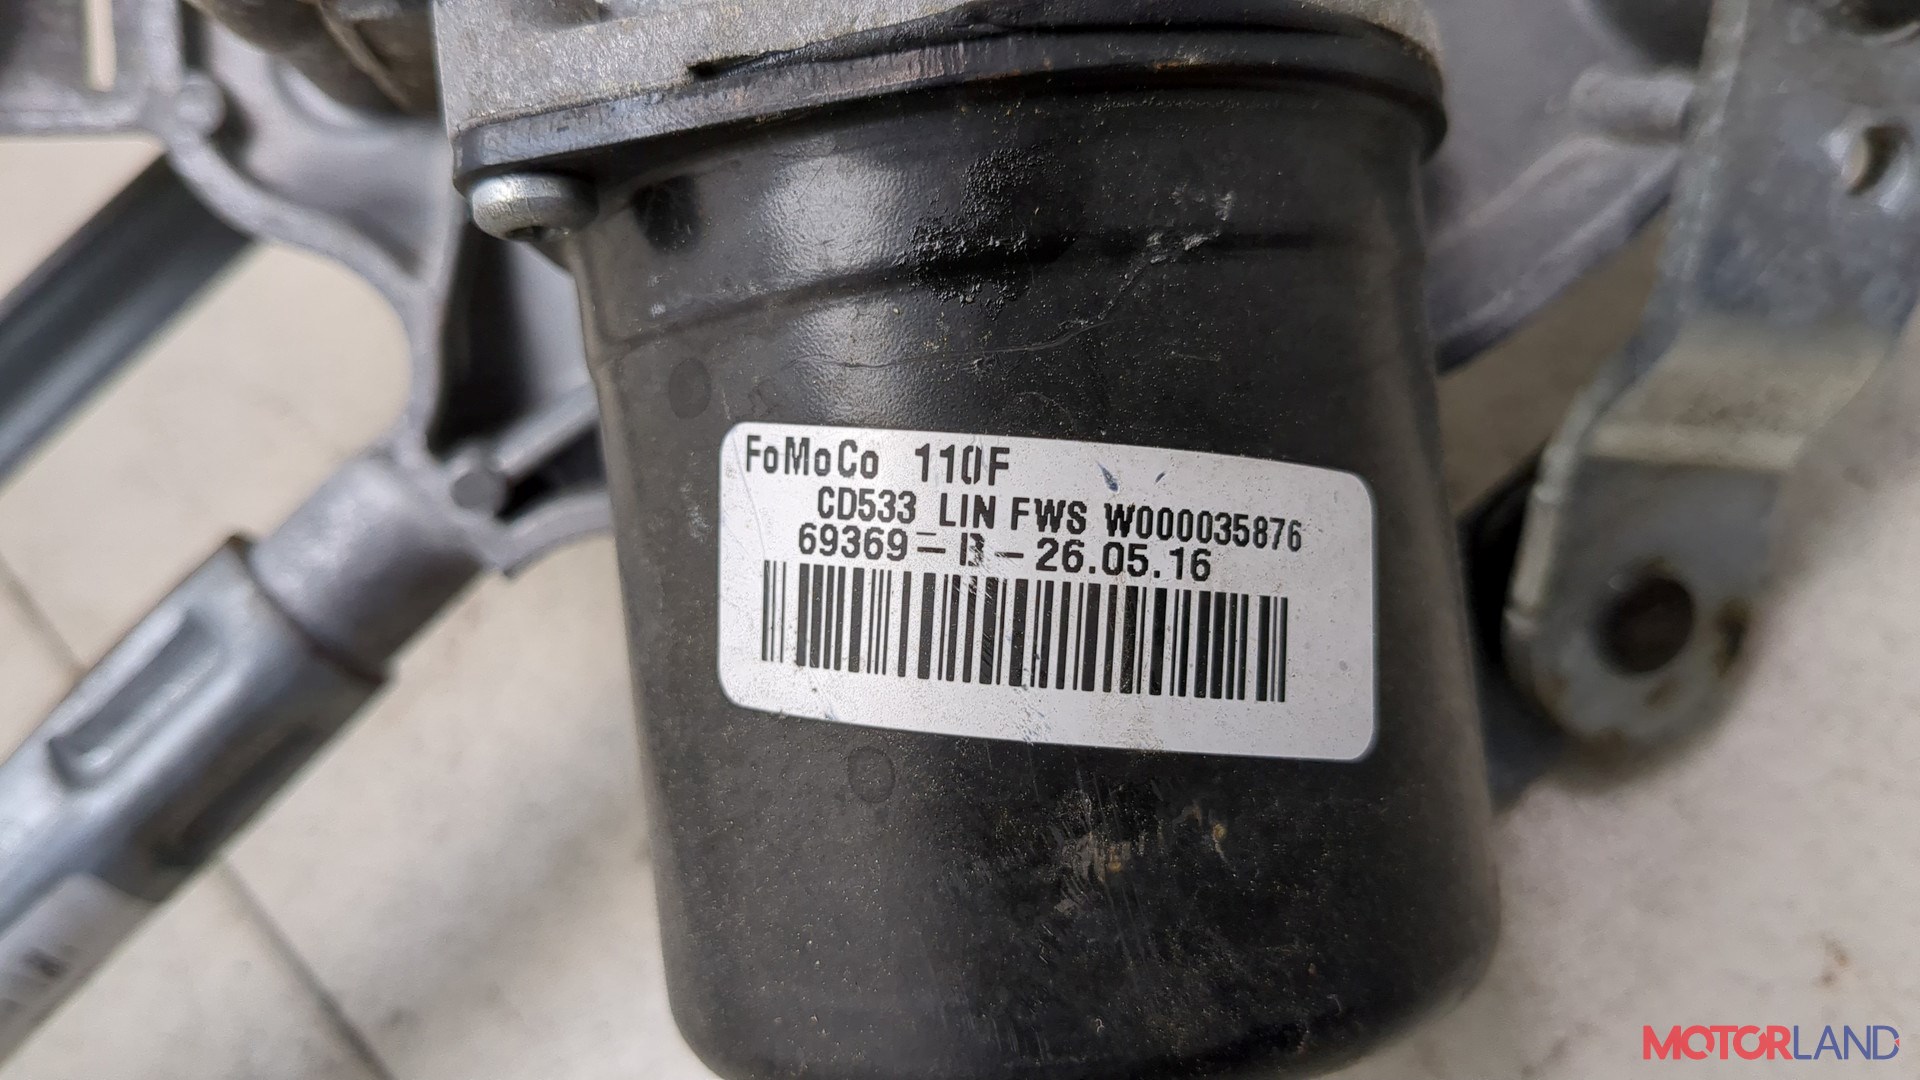 FoMoCo 110F
CD533 LIN FWS W000035876
69369-B-26.05.16
MOTORLAND